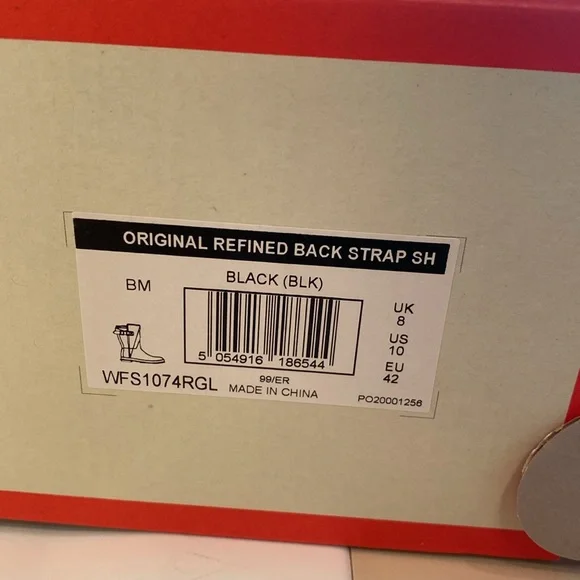 ORIGINAL REFINED BACK STRAP SH
BLACK (BLK)
BM
UK
8
US
10
EU
42
5 054916 186544
WFS1074RGL
99/ER
MADE IN CHINA
PO20001256